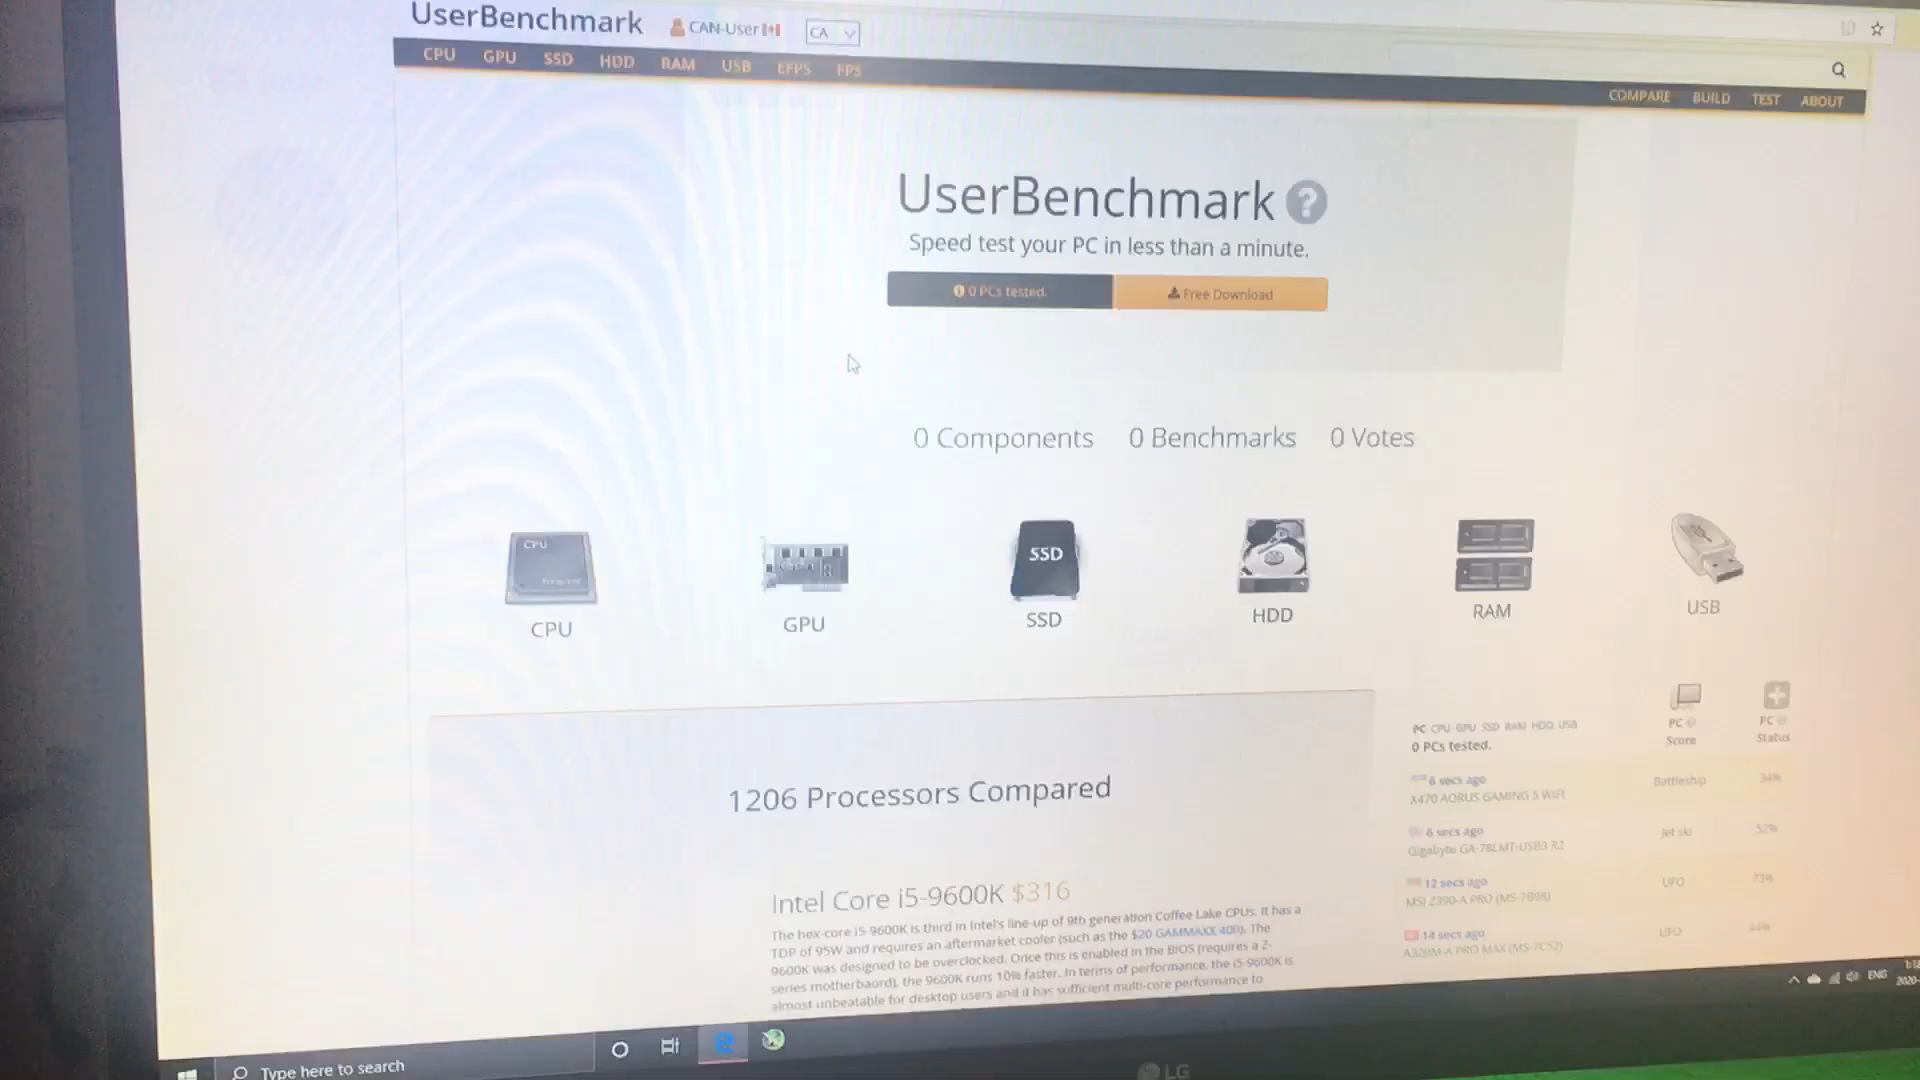 UserBenchmark CAN-User CA
CPU GPU SSD HDD RAM USB EFPS FPS
COMPARE BUILD TEST ABOUT
UserBenchmark ?
Speed test your PC in less than a minute.
0 PCs tested. Free Download
0 Components 0 Benchmarks 0 Votes
CPU
SSD
CPU GPU SSD HDD RAM USB
PC CPU GPU SSD RAM HDD USB
0 PCs tested.
PC Score
PC Status
6 secs ago
X470 AORUS GAMING 5 WIFI
Battleship 34%
6 secs ago
Gigabyte GA-78LMT-USB3 R2
Jet ski 52%
12 secs ago
MSI Z390-A PRO (MS-7B98)
UFO 73%
14 secs ago
A320M-A PRO MAX (MS-7C52)
UFO
1206 Processors Compared
Intel Core i5-9600K $316
The hex-core i5-9600K is third in Intel's line-up of 9th generation Coffee Lake CPUs. It has a
TDP of 95W and requires an aftermarket cooler (such as the $20 GAMMAXX 400). The
9600K was designed to be overclocked. Once this is enabled in the BIOS (requires a Z-
series motherbaord), the 9600K runs 10% faster. In terms of performance, the i5-9600K is
almost unbeatable for desktop users and it has sufficient multi-core performance to
Type here to search
ENG
2020-
LG